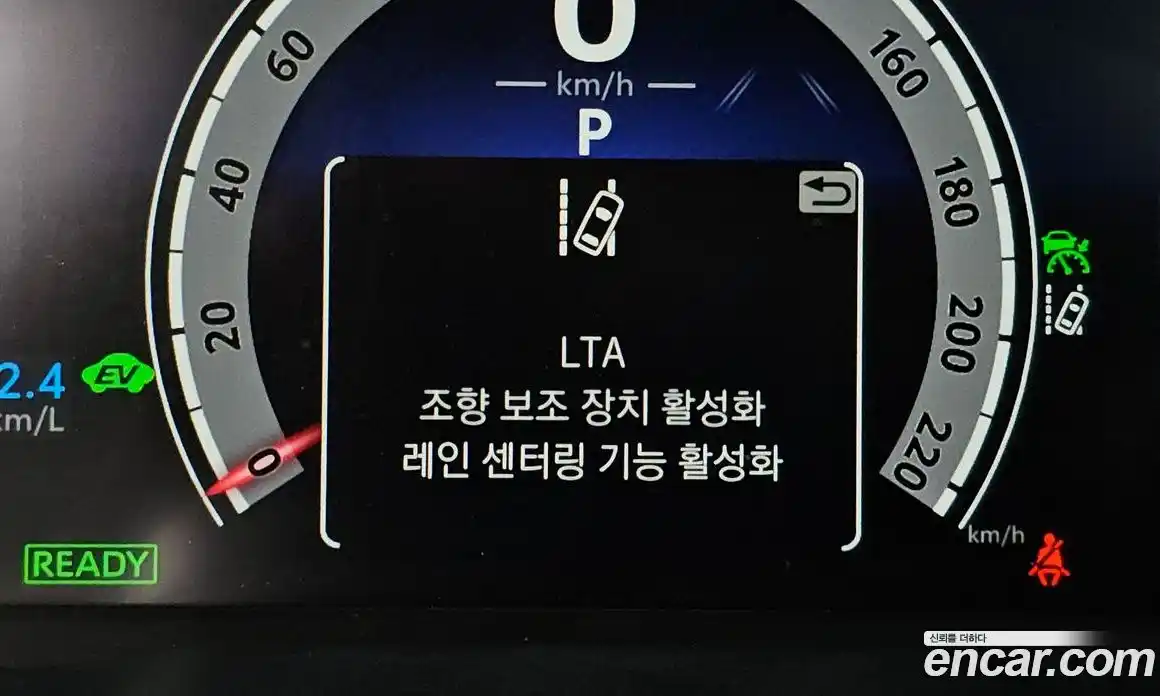 0
km/h
P
60
40
20
0
160
180
200
220
km/h
2.4
km/L
EV
LTA
조향 보조 장치 활성화
레인 센터링 기능 활성화
READY
신뢰를 더하다
encar.com